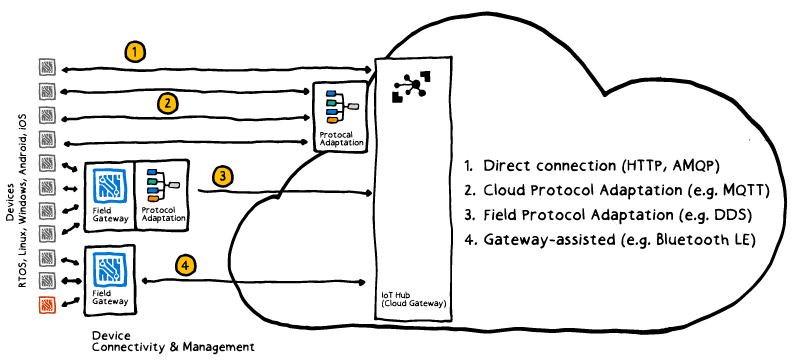 1
2
3
4
Devices
RTOS, Linux, Windows, Android, iOS
Protocal
Adaptation
Field
Gateway
Protocol
Adaptation
Field
Gateway
IoT Hub
(Cloud Gateway)
1. Direct connection (HTTP, AMQP)
2. Cloud Protocol Adaptation (e.g. MQTT)
3. Field Protocol Adaptation (e.g. DDS)
4. Gateway-assisted (e.g. Bluetooth LE)
Device
Connectivity & Management